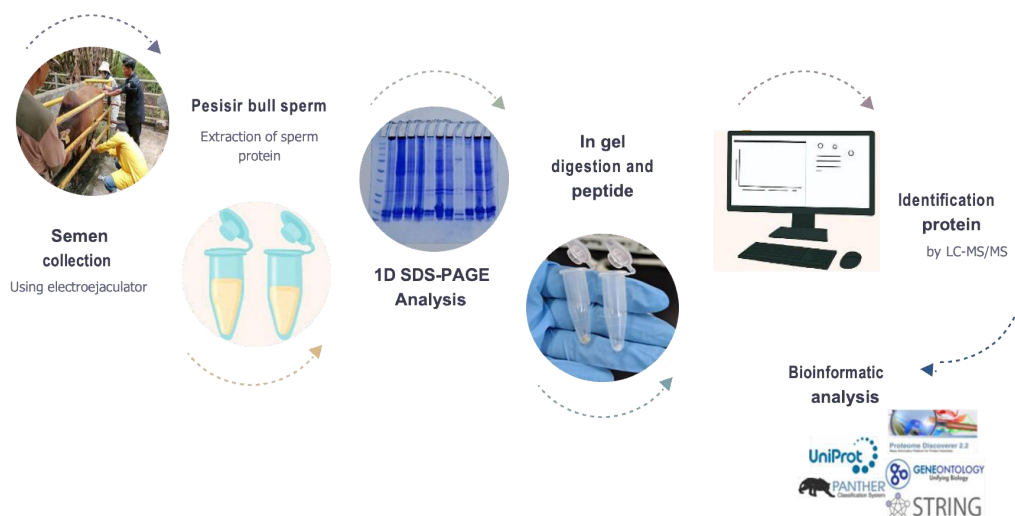 Semen
collection
Using electroejaculator
Pesisir bull sperm
Extraction of sperm
protein
1D SDS-PAGE
Analysis
In gel
digestion and
peptide
Identification
protein
by LC-MS/MS
Bioinformatic
analysis
Proteome Discoverer 2.2
UniProt
GENEONTOLOGY
Unifying Biology
PANTHER
Classification System
STRING